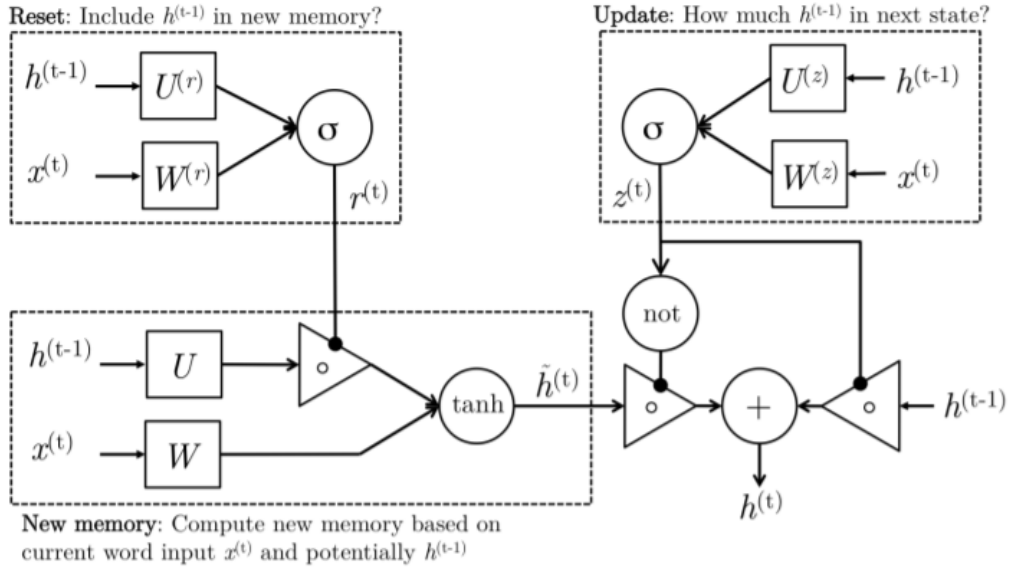 Reset: Include h⁽ᵗ⁻¹⁾ in new memory?
Update: How much h⁽ᵗ⁻¹⁾ in next state?
h(t-1)
U(r)
σ
x(t)
W(r)
r(t)
U(z)
h(t-1)
σ
W(z)
x(t)
z(t)
not
h(t-1)
U
∘
tanh
h̃(t)
∘
+
∘
h(t-1)
x(t)
W
h(t)
New memory: Compute new memory based on
current word input x(t) and potentially h(t-1)